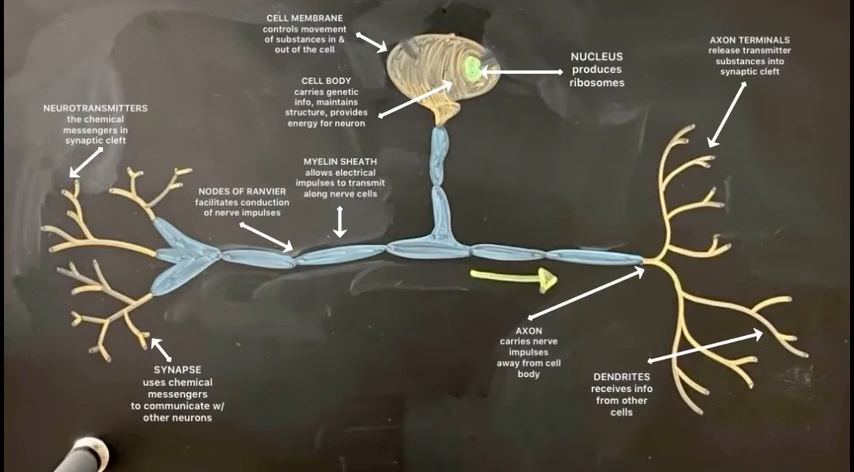 CELL MEMBRANE
controls movement
of substances in &
out of the cell
AXON TERMINALS
release transmitter
substances into
synaptic cleft
NUCLEUS
produces
ribosomes
CELL BODY
carries genetic
info, maintains
structure, provides
energy for neuron
NEUROTRANSMITTERS
the chemical
messengers in
synaptic cleft
MYELIN SHEATH
allows electrical
impulses to transmit
along nerve cells
NODES OF RANVIER
facilitates conduction
of nerve impulses
AXON
carries nerve
impulses
away from cell
body
SYNAPSE
uses chemical
messengers
to communicate w/
other neurons
DENDRITES
receives info
from other
cells